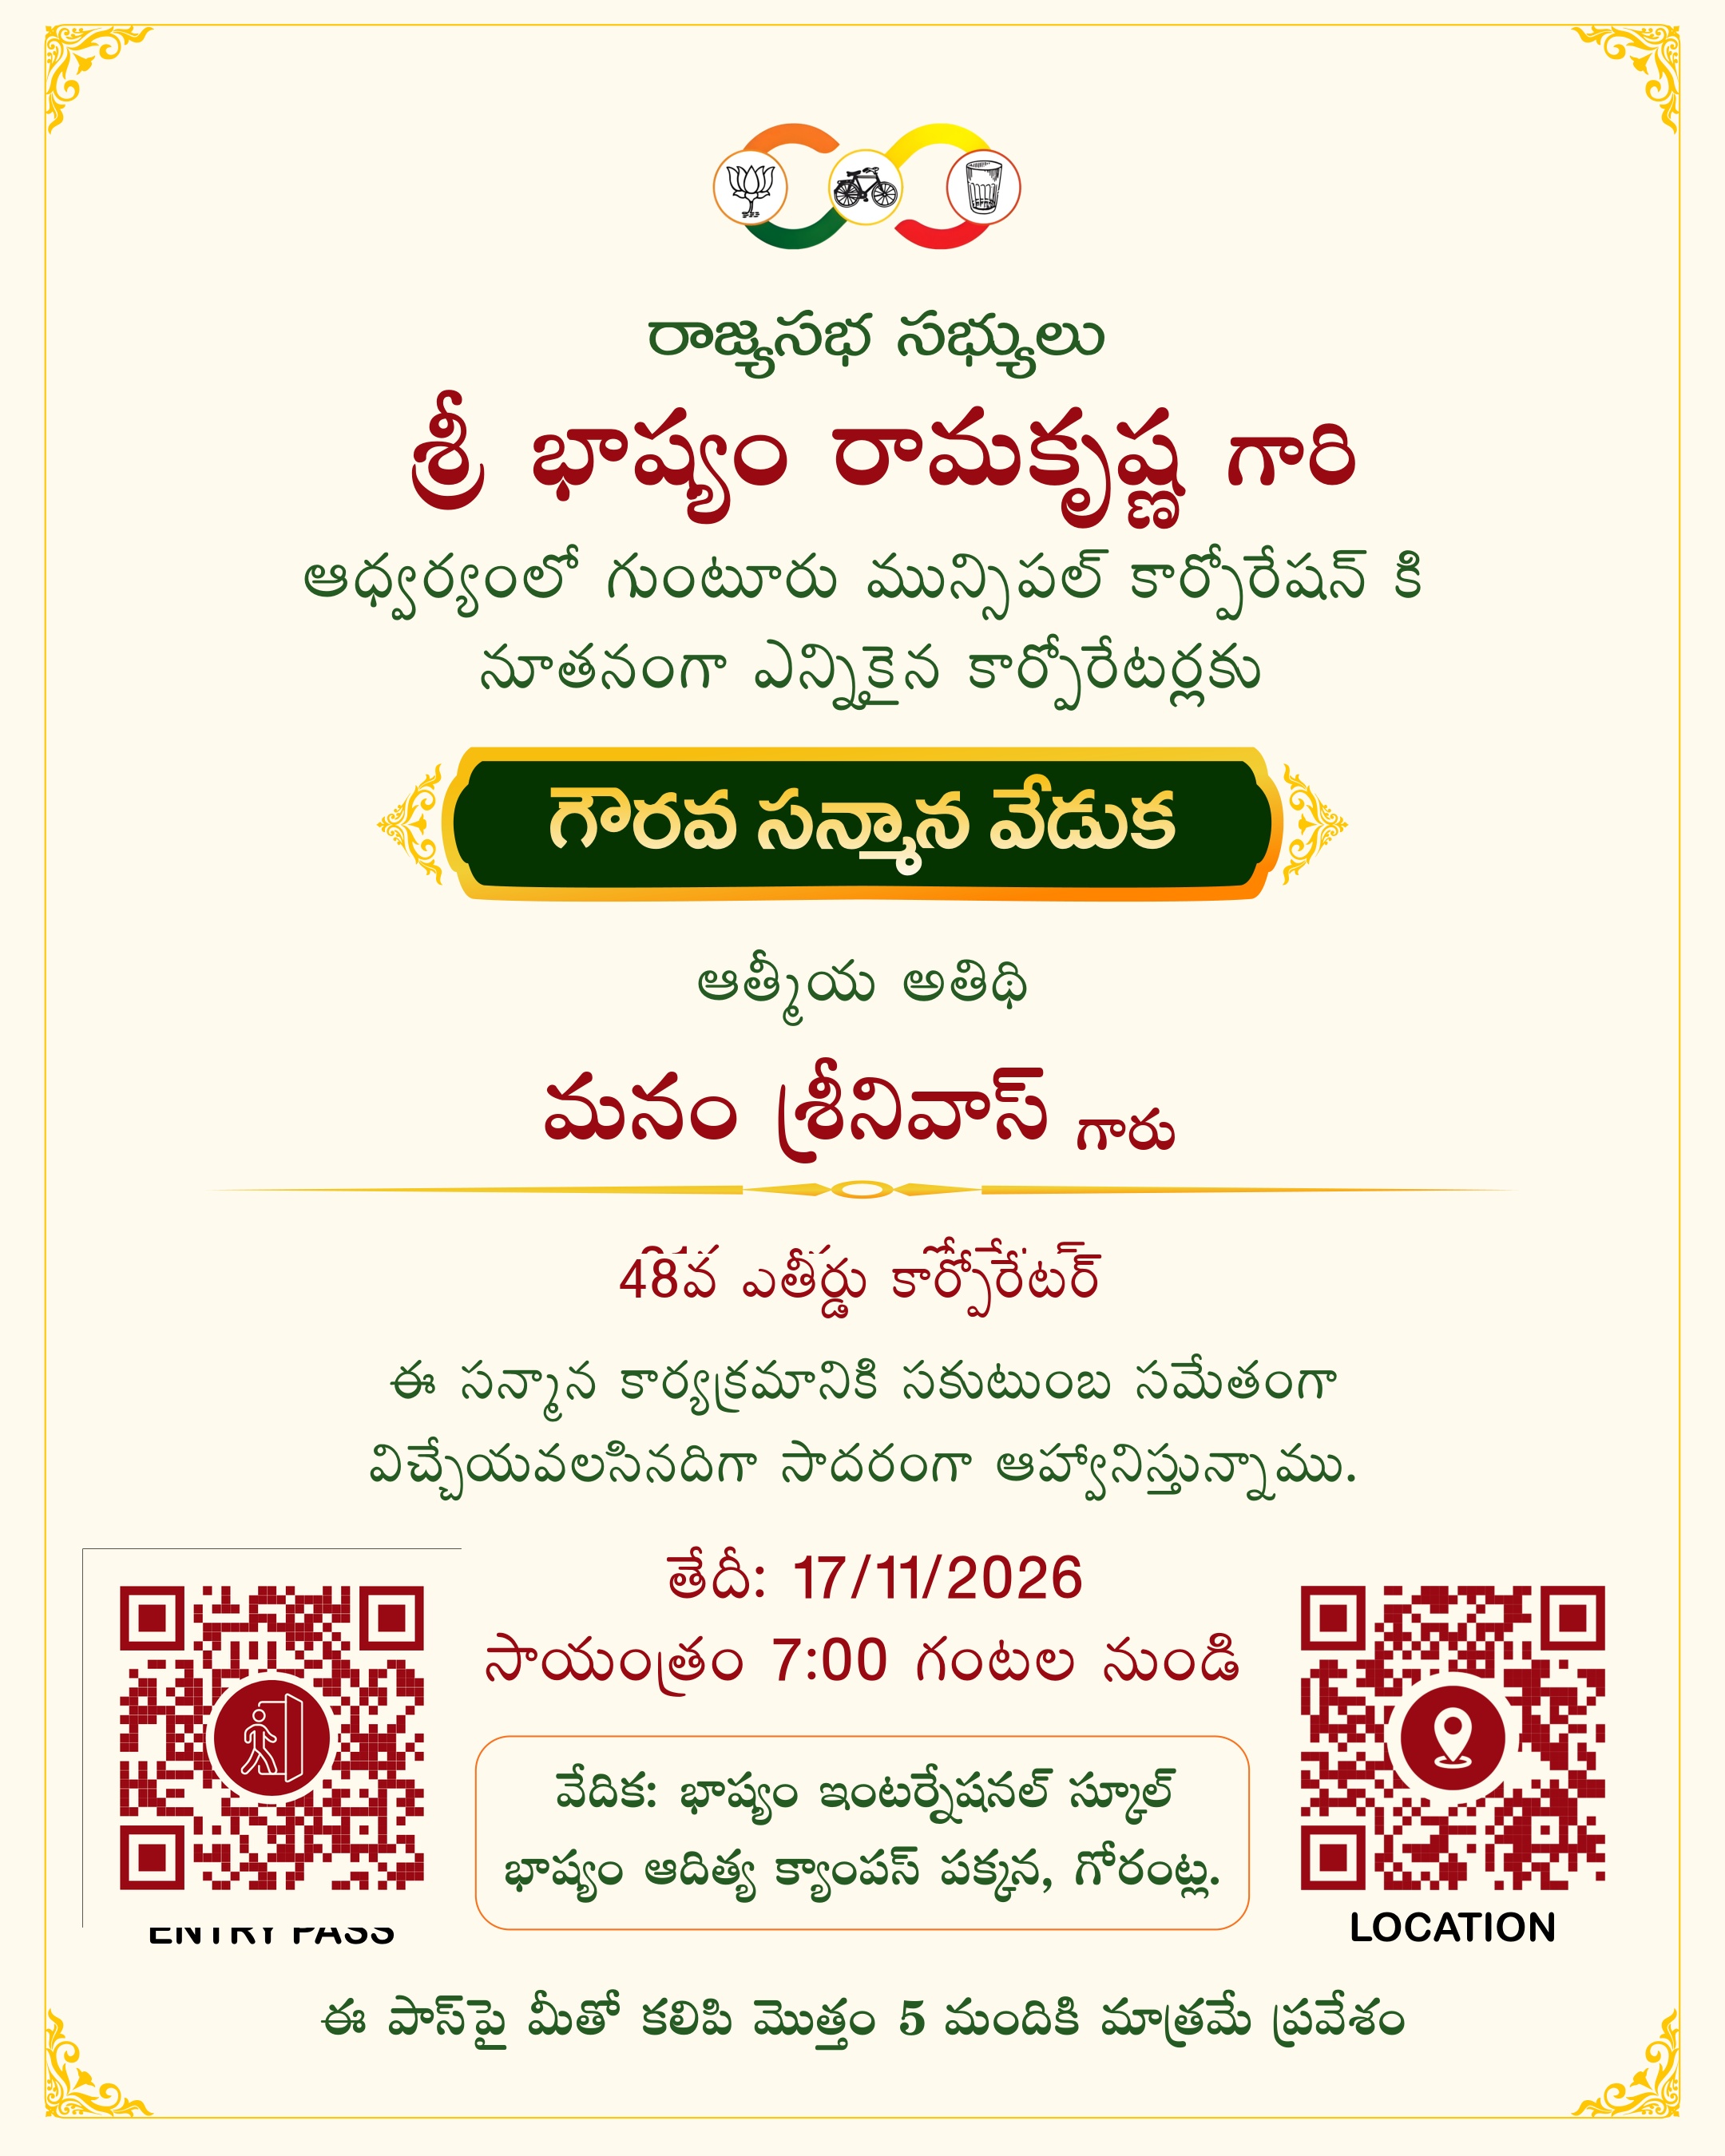 రాజ్యసభ సభ్యులు
శ్రీ భాష్యం రామకృష్ణ గారి
ఆధ్వర్యంలో గుంటూరు మున్సిపల్ కార్పోరేషన్ కి
నూతనంగా ఎన్నికైన కార్పోరేటర్లకు
గౌరవ సన్మాన వేడుక
ఆత్మీయ అతిథి
మనం శ్రీనివాస్ గారు
48వ కార్పోరేటర్
ఈ సన్మాన కార్యక్రమానికి సకుటుంబ సమేతంగా
విచ్చేయవలసినదిగా సాదరంగా ఆహ్వానిస్తున్నాము.
తేదీ: 17/11/2026
సాయంత్రం 7:00 గంటల నుండి
వేదిక: భాష్యం ఇంటర్నేషనల్ స్కూల్
భాష్యం ఆదిత్య క్యాంపస్ పక్కన, గోరంట్ల.
ENTRY PASS
LOCATION
ఈ పాస్‌పై మీతో కలిపి మొత్తం 5 మందికి మాత్రమే ప్రవేశం